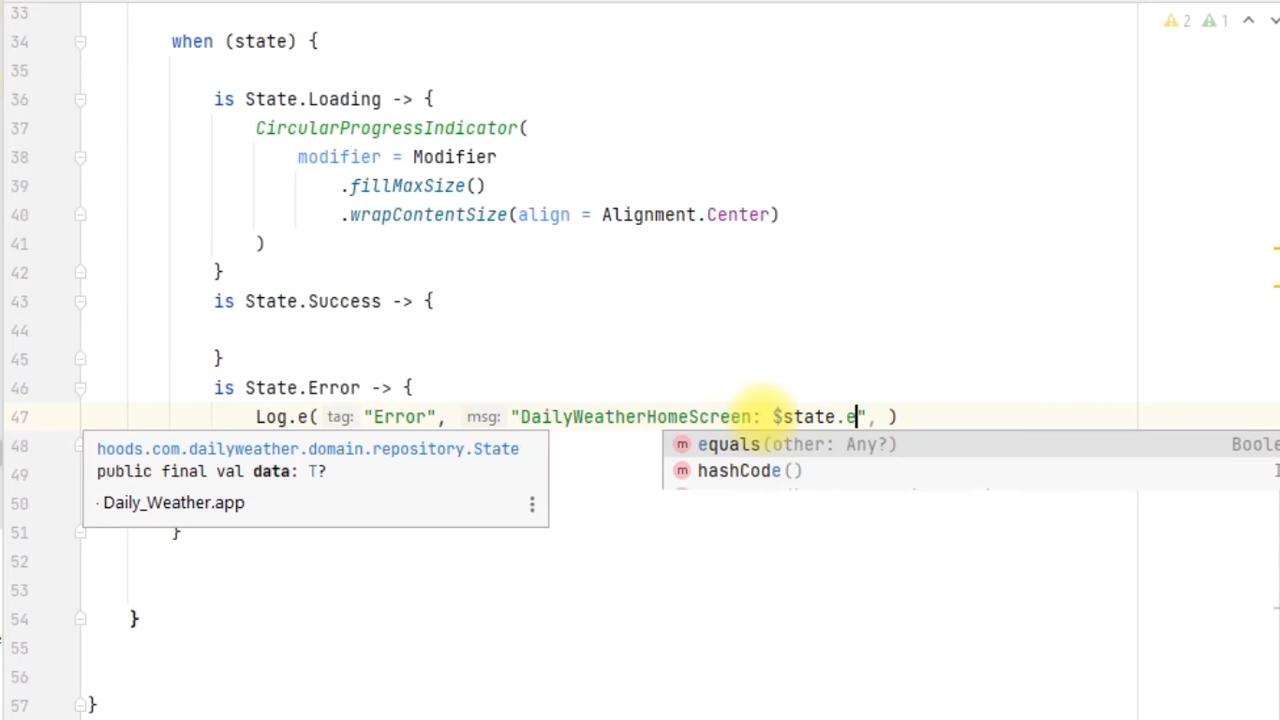 33
2 1
34 when (state) {
35
36 is State.Loading -> {
37 CircularProgressIndicator(
38 modifier = Modifier
39 .fillMaxSize()
40 .wrapContentSize(align = Alignment.Center)
41 )
42 }
43 is State.Success -> {
44
45 }
46 is State.Error -> {
47 Log.e( tag: "Error", msg: "DailyWeatherHomeScreen: $state.e", )
48
m equals(other: Any?) Boole
hoods.com.dailyweather.domain.repository.State
49
public final val data: T?
m hashCode()
50
· Daily_Weather.app
51 }
52
53
54 }
55
56
57 }